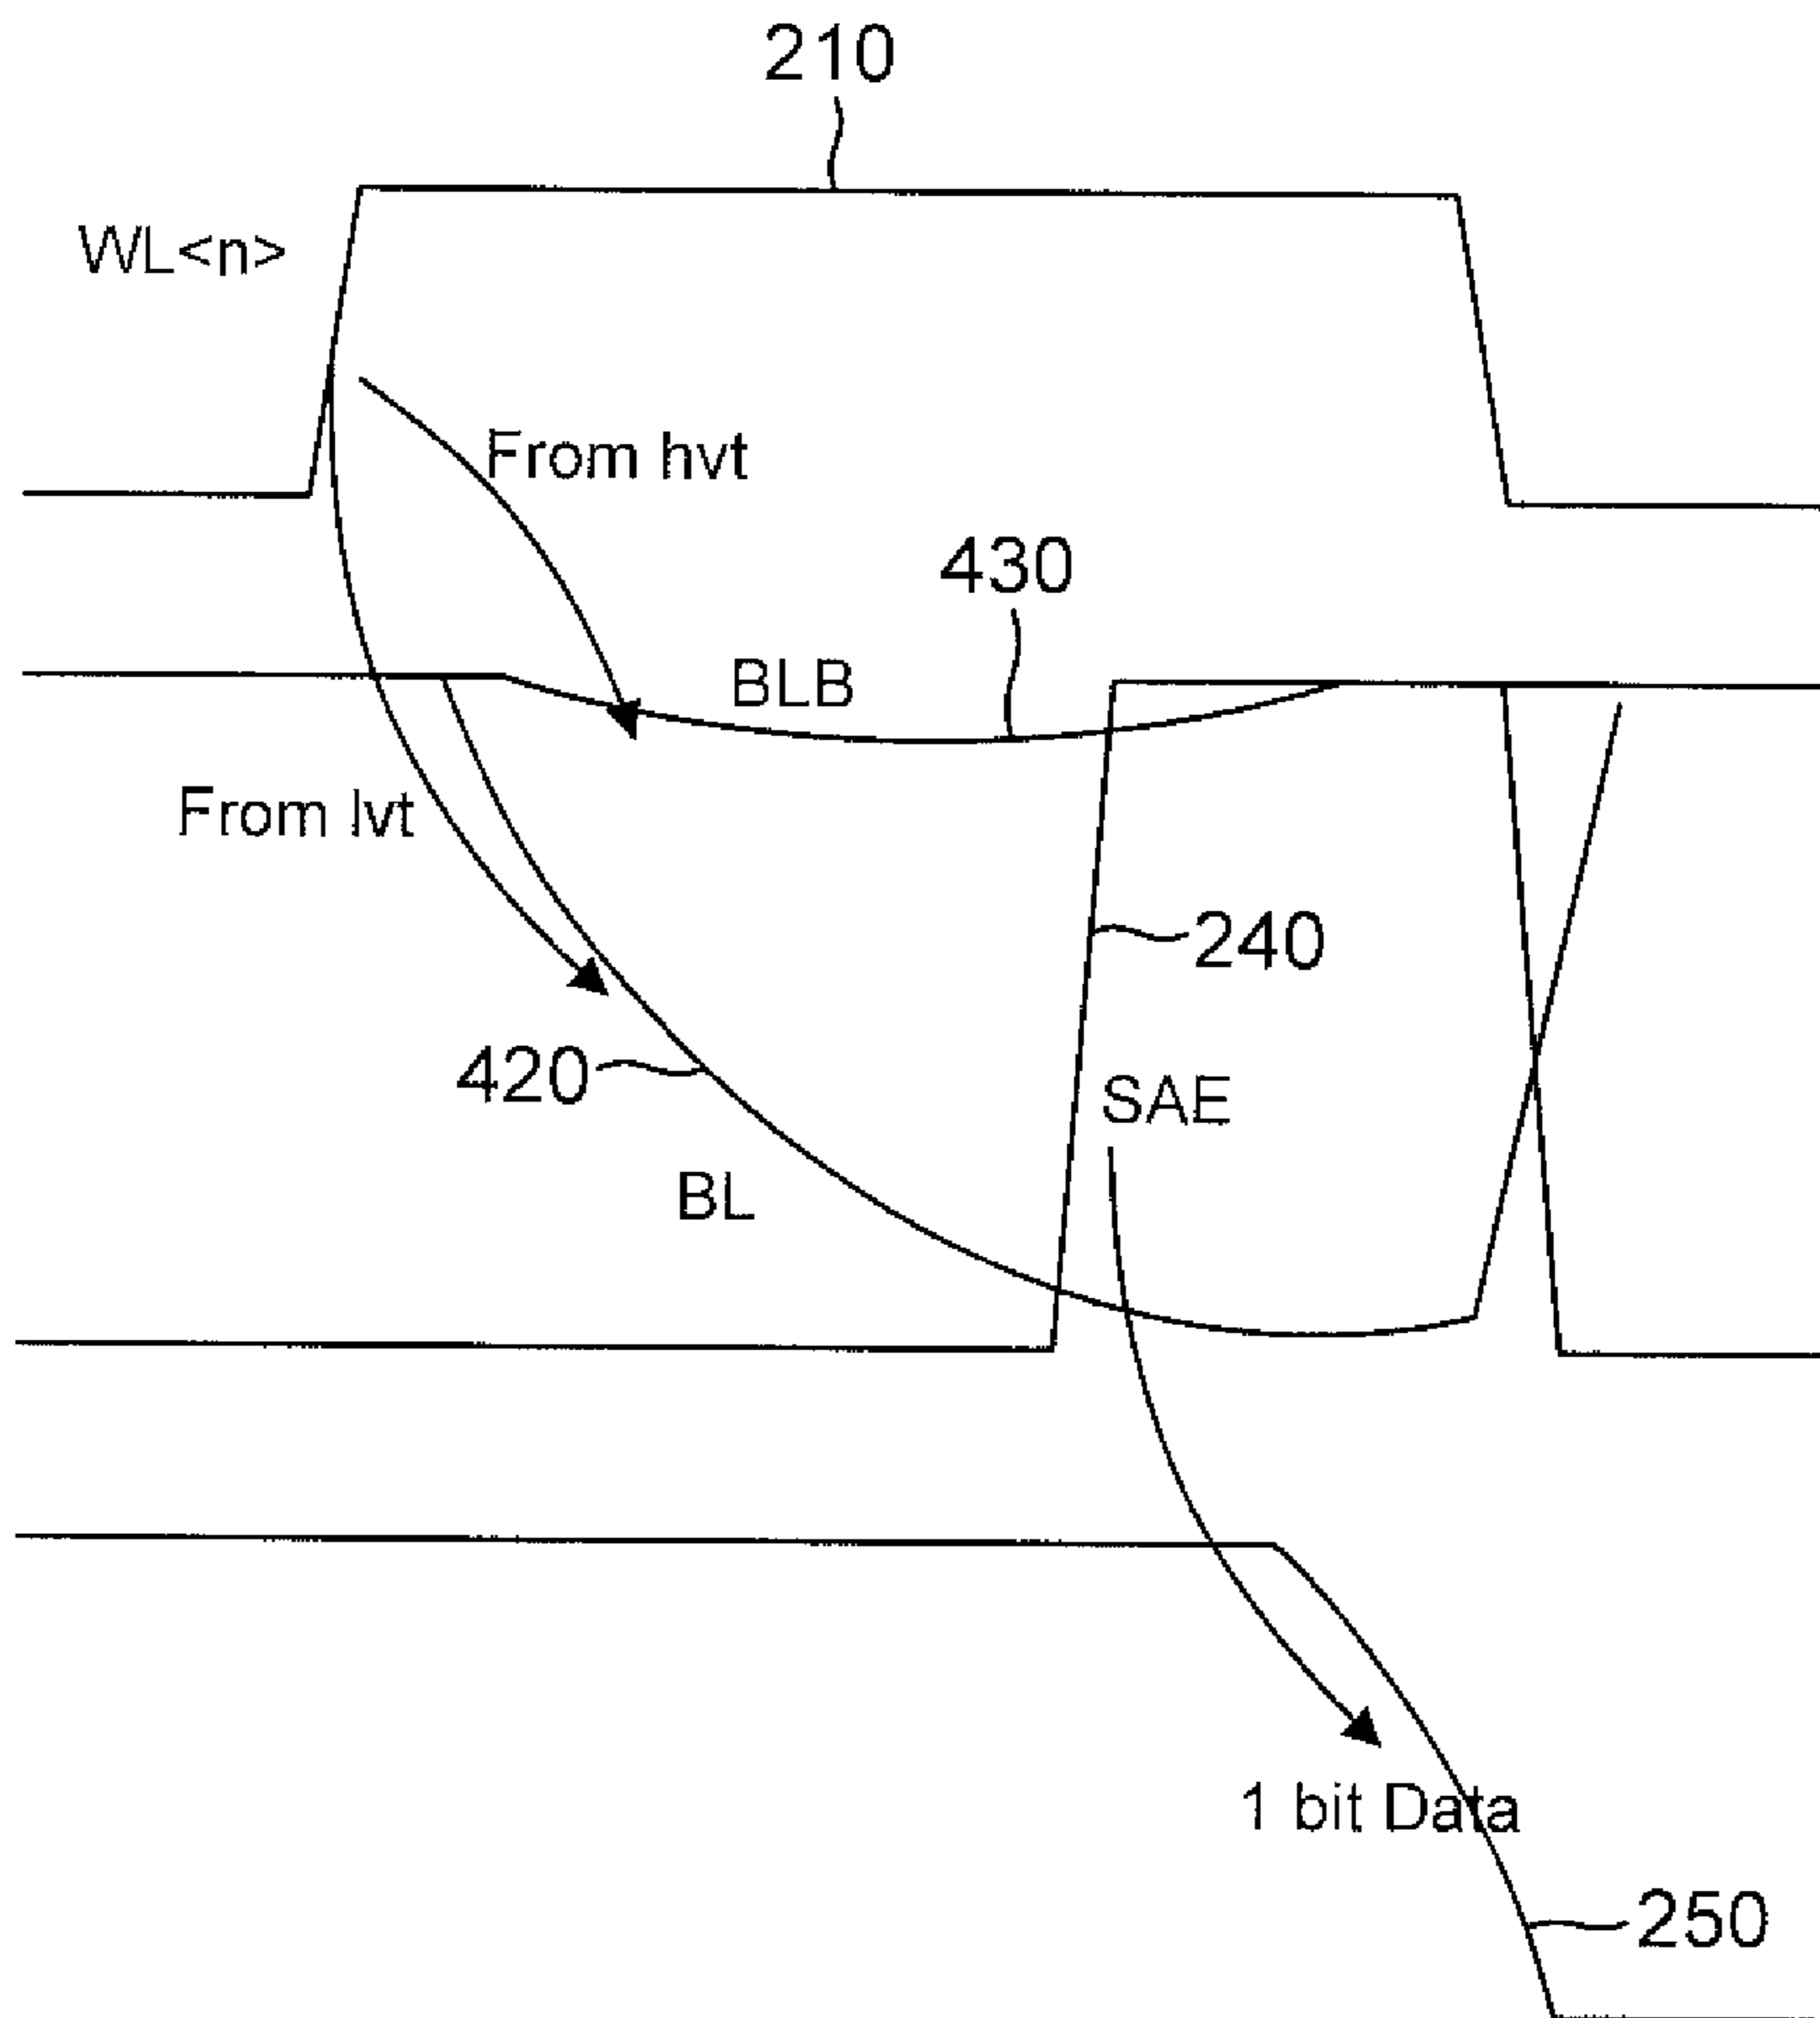 210
WL<n>
From hvt
430
BLB
From lvt
240
420
SAE
BL
1 bit Data
250